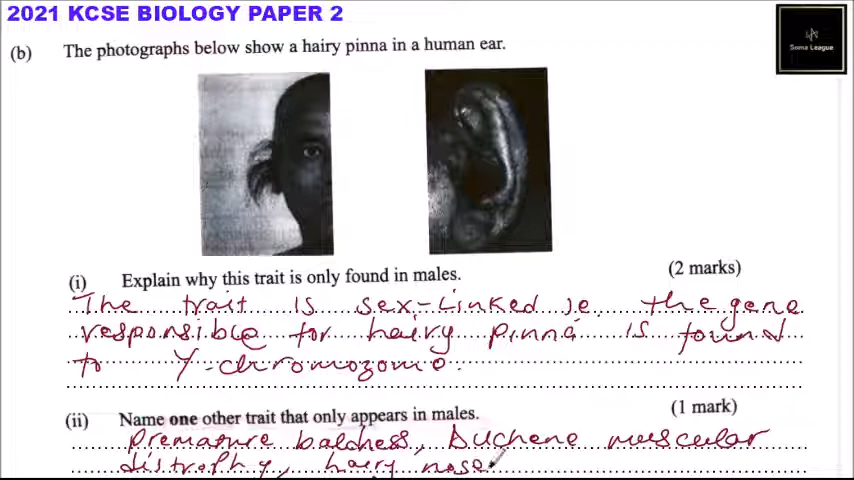 2021 KCSE BIOLOGY PAPER 2
Soma League
(b) The photographs below show a hairy pinna in a human ear.
(i) Explain why this trait is only found in males. (2 marks)
The trait is sex-linked ie. the gene
responsible for hairy pinna is found
to Y-chromozome.
(ii) Name one other trait that only appears in males. (1 mark)
premature baldness, Duchene muscular
distrophy, hairy nose